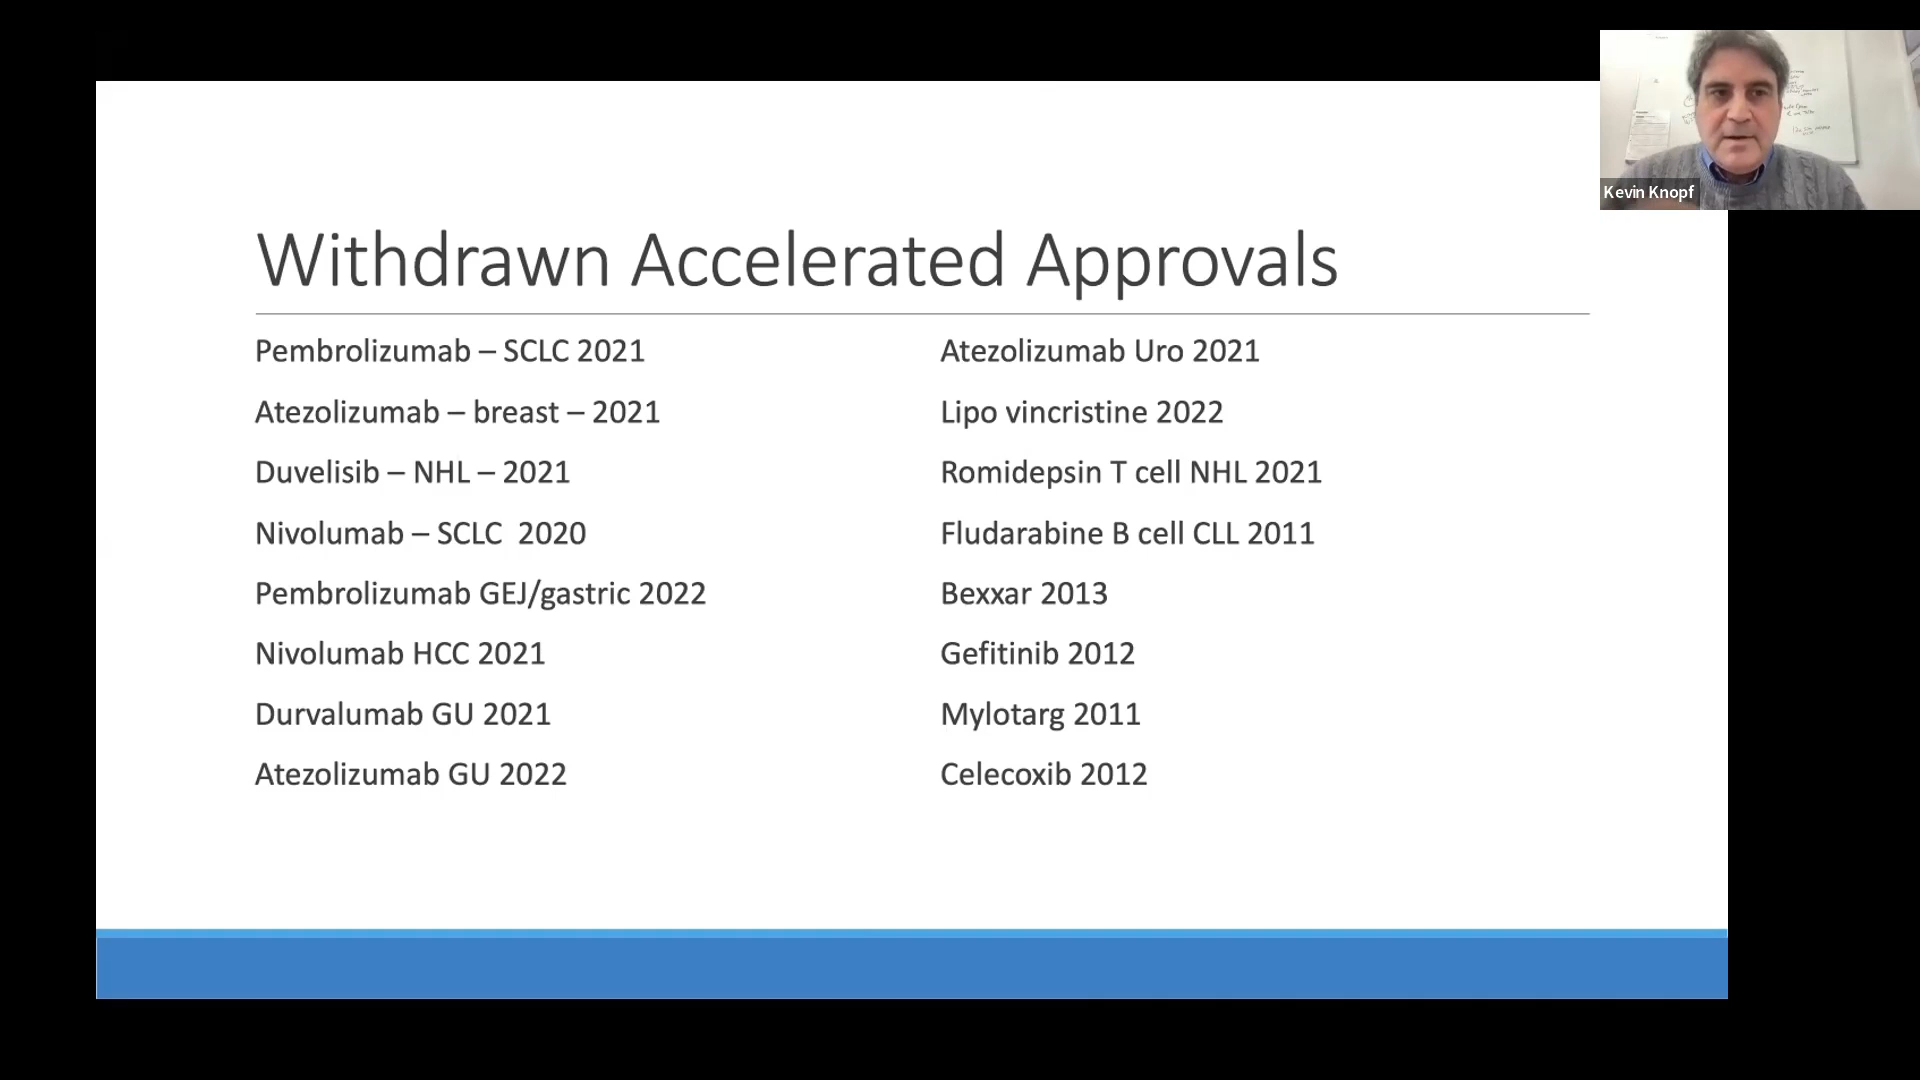 Kevin Knopf
Withdrawn Accelerated Approvals
Pembrolizumab – SCLC 2021
Atezolizumab – breast – 2021
Duvelisib – NHL – 2021
Nivolumab – SCLC  2020
Pembrolizumab GEJ/gastric 2022
Nivolumab HCC 2021
Durvalumab GU 2021
Atezolizumab GU 2022
Atezolizumab Uro 2021
Lipo vincristine 2022
Romidepsin T cell NHL 2021
Fludarabine B cell CLL 2011
Bexxar 2013
Gefitinib 2012
Mylotarg 2011
Celecoxib 2012